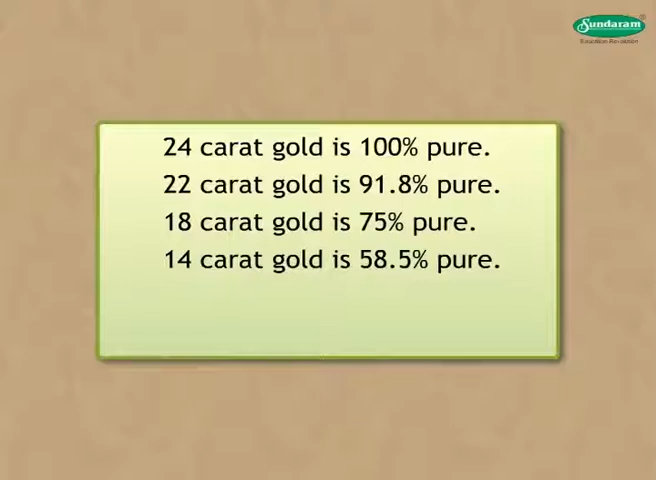 Sundaram
24 carat gold is 100% pure.
22 carat gold is 91.8% pure.
18 carat gold is 75% pure.
14 carat gold is 58.5% pure.